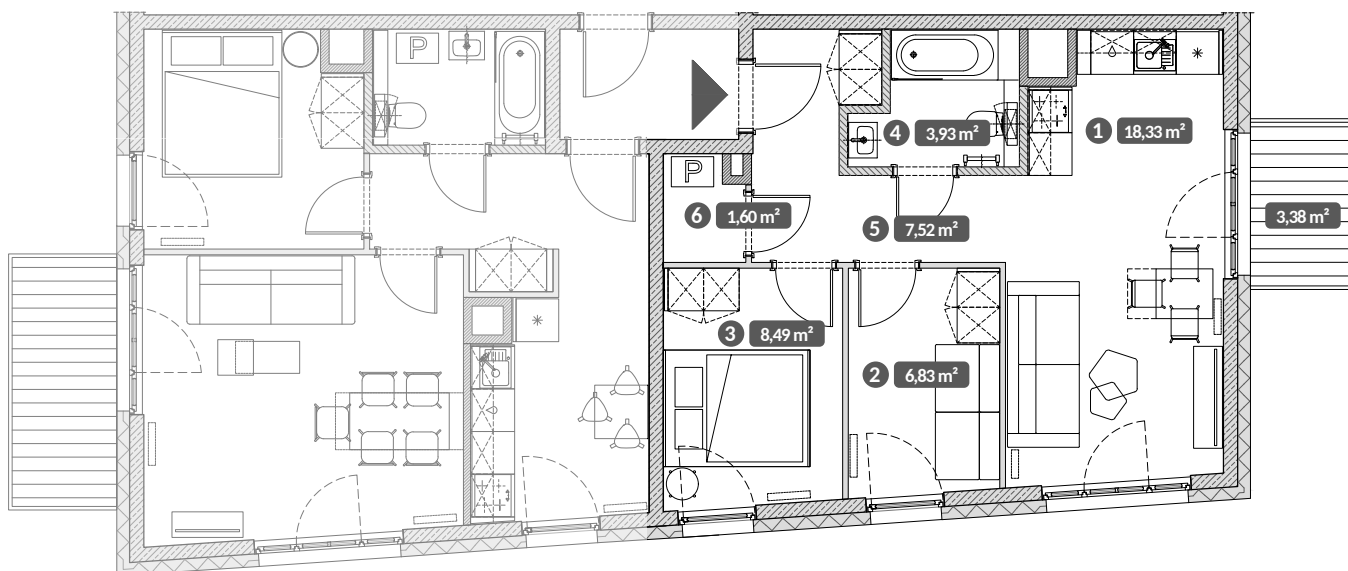 P
4 3,93 m²
1 18,33 m²
P
6 1,60 m²
5 7,52 m²
3,38 m²
3 8,49 m²
2 6,83 m²